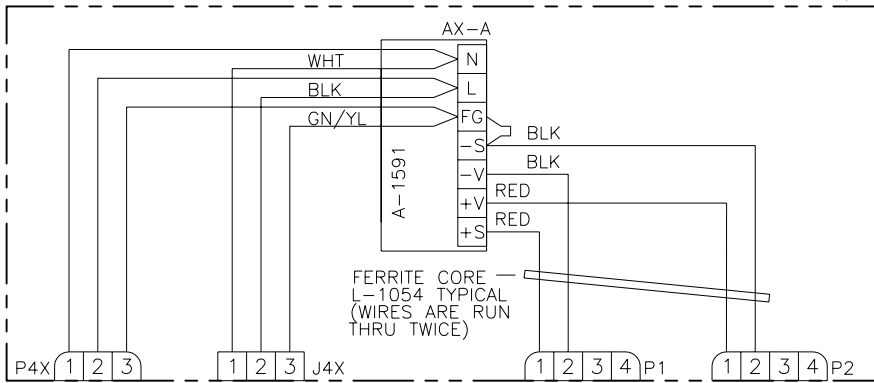 AX-A
WHT
N
BLK
L
GN/YL
FG
-S
BLK
-V
BLK
+V
RED
+S
RED
A-1591
FERRITE CORE
L-1054 TYPICAL
(WIRES ARE RUN
THRU TWICE)
P4X 1 2 3
1 2 3 J4X
1 2 3 4 P1
1 2 3 4 P2